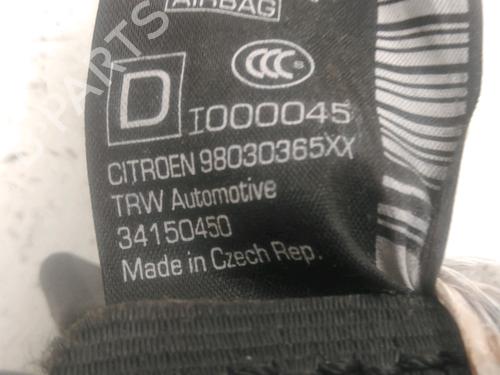 AIRBAG
CCC S
D
I000045
CITROEN 98030365XX
TRW Automotive
34150450
Made in Czech Rep.
PARTS